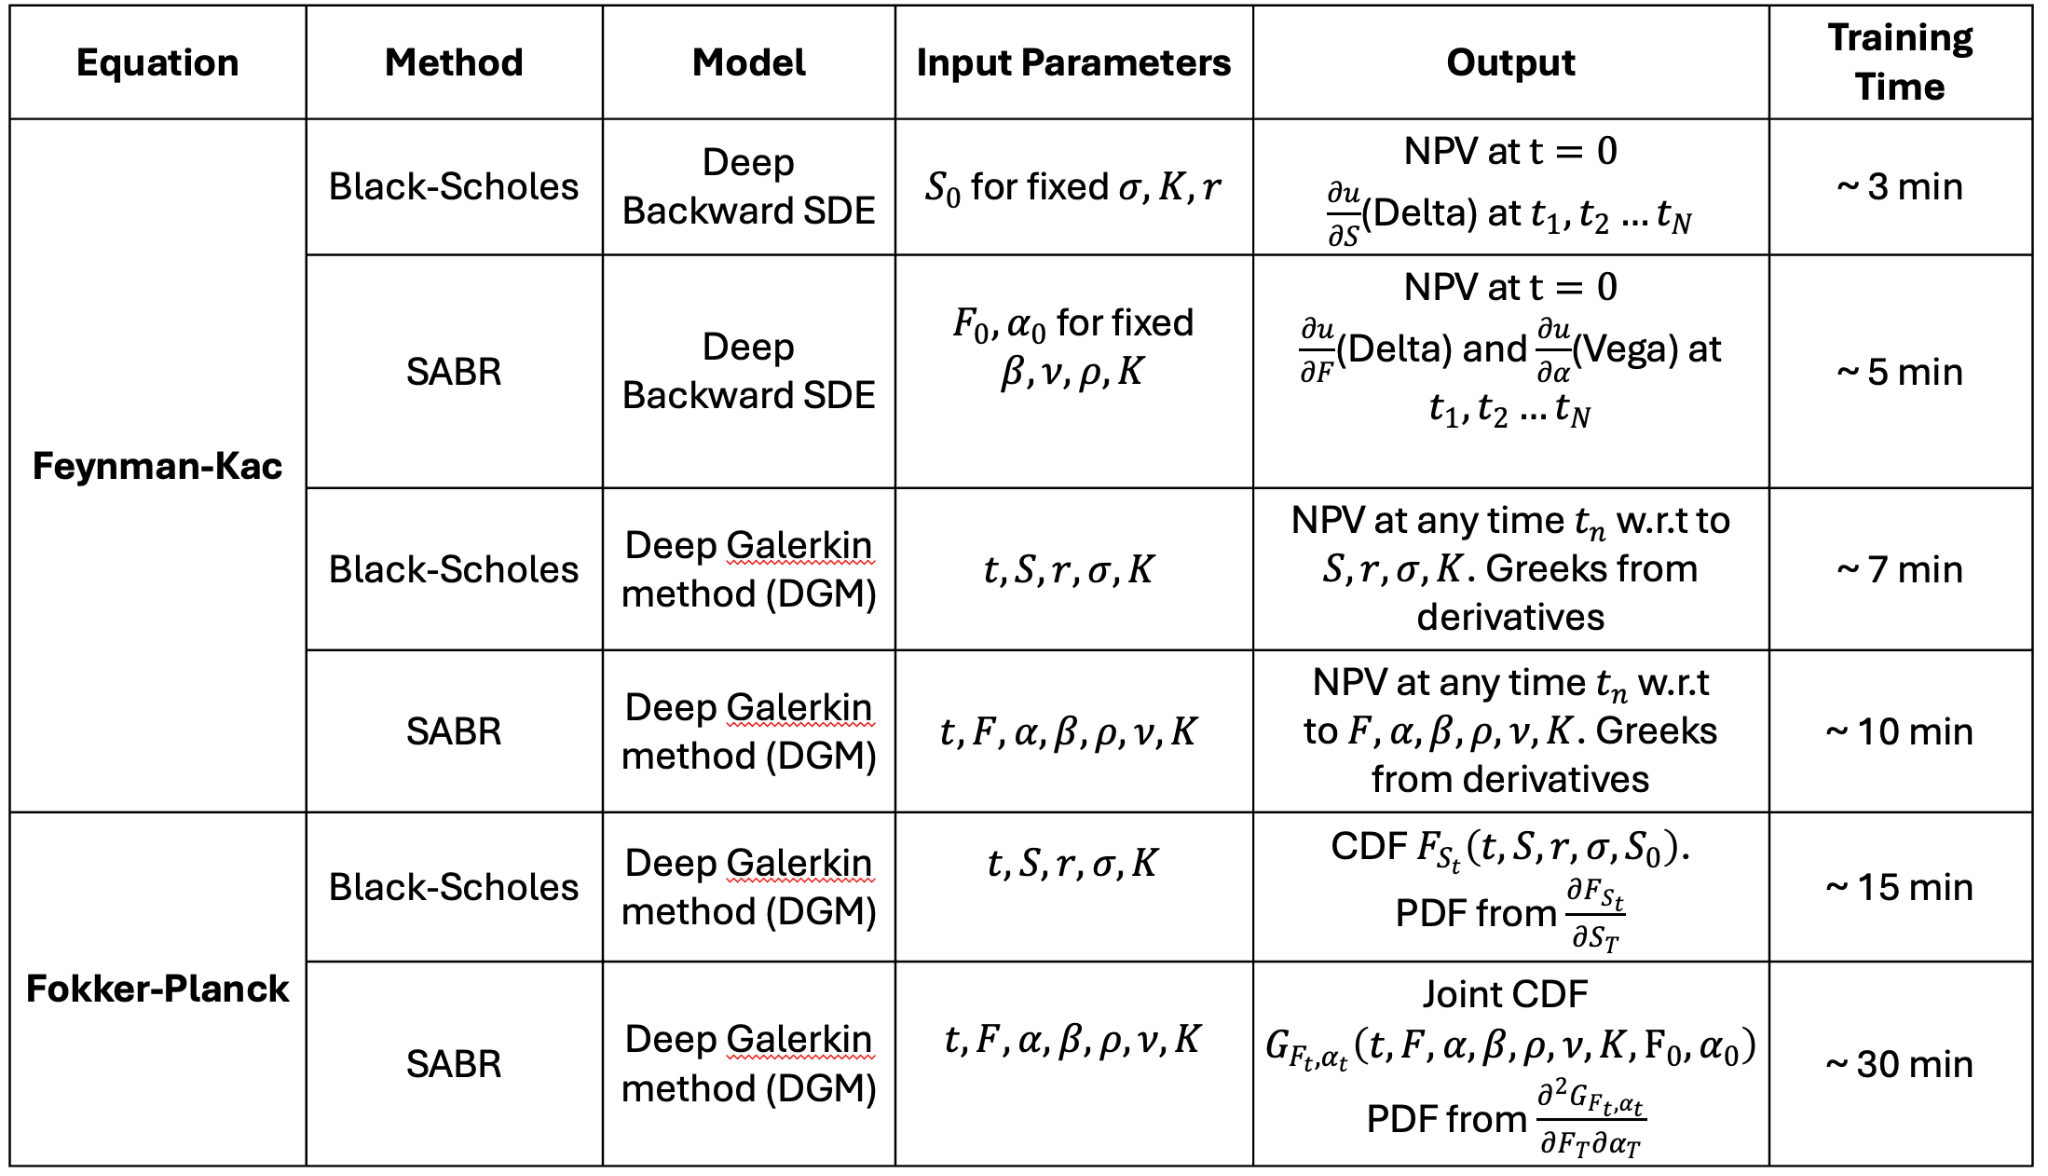 Equation
Method
Model
Input Parameters
Output
Training
Time
Feynman-Kac
Black-Scholes
Deep
Backward SDE
S₀ for fixed σ, K, r
NPV at t = 0
∂u/∂S (Delta) at t₁, t₂ … t_N
~ 3 min
SABR
Deep
Backward SDE
F₀, α₀ for fixed
β, ν, ρ, K
NPV at t = 0
∂u/∂F (Delta) and ∂u/∂α (Vega) at
t₁, t₂ … t_N
~ 5 min
Black-Scholes
Deep Galerkin
method (DGM)
t, S, r, σ, K
NPV at any time t_n w.r.t to
S, r, σ, K. Greeks from
derivatives
~ 7 min
SABR
Deep Galerkin
method (DGM)
t, F, α, β, ρ, ν, K
NPV at any time t_n w.r.t
to F, α, β, ρ, ν, K. Greeks
from derivatives
~ 10 min
Fokker-Planck
Black-Scholes
Deep Galerkin
method (DGM)
t, S, r, σ, K
CDF F_{S_t}(t, S, r, σ, S₀).
PDF from ∂F_{S_t}/∂S_T
~ 15 min
SABR
Deep Galerkin
method (DGM)
t, F, α, β, ρ, ν, K
Joint CDF
G_{F_t,α_t}(t, F, α, β, ρ, ν, K, F₀, α₀)
PDF from ∂²G_{F_t,α_t}/∂F_T∂α_T
~ 30 min